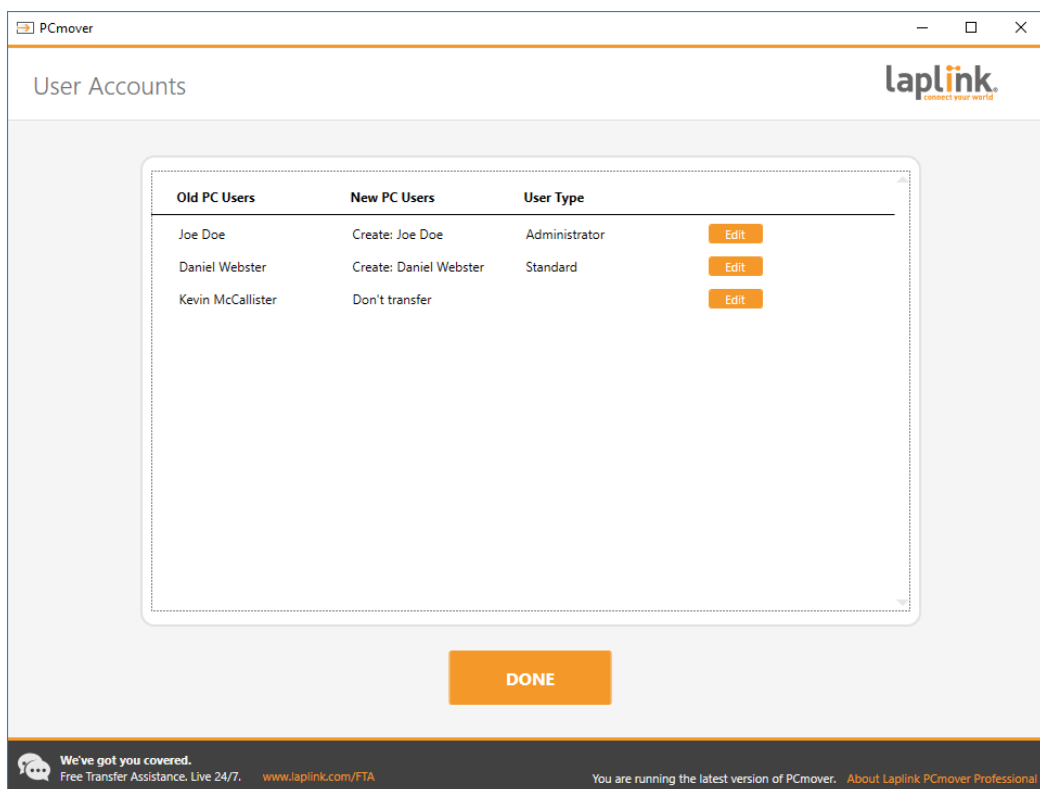 PCmover
User Accounts
laplink.
connect your world
Old PC Users New PC Users User Type
Joe Doe Create: Joe Doe Administrator Edit
Daniel Webster Create: Daniel Webster Standard Edit
Kevin McCallister Don't transfer Edit
DONE
We've got you covered.
Free Transfer Assistance. Live 24/7. www.laplink.com/FTA You are running the latest version of PCmover. About Laplink PCmover Professional